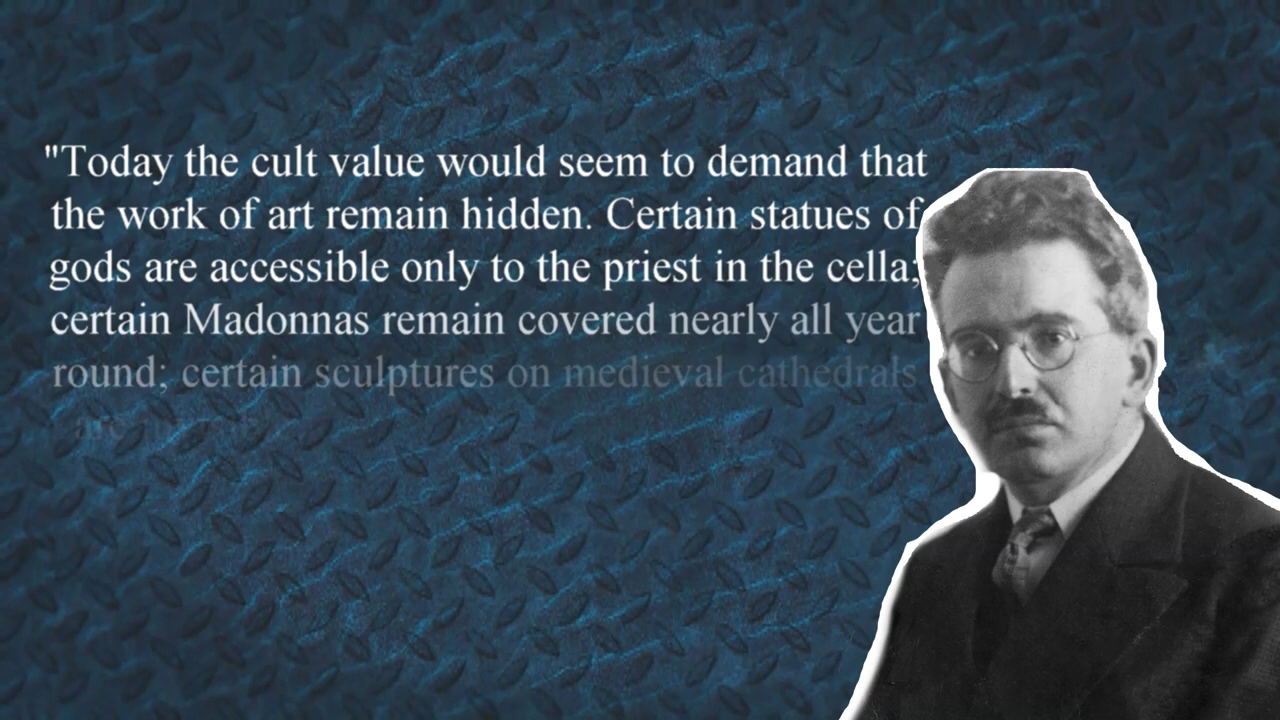 "Today the cult value would seem to demand that
the work of art remain hidden. Certain statues of
gods are accessible only to the priest in the cella;
certain Madonnas remain covered nearly all year
round; certain sculptures on medieval cathedrals
are